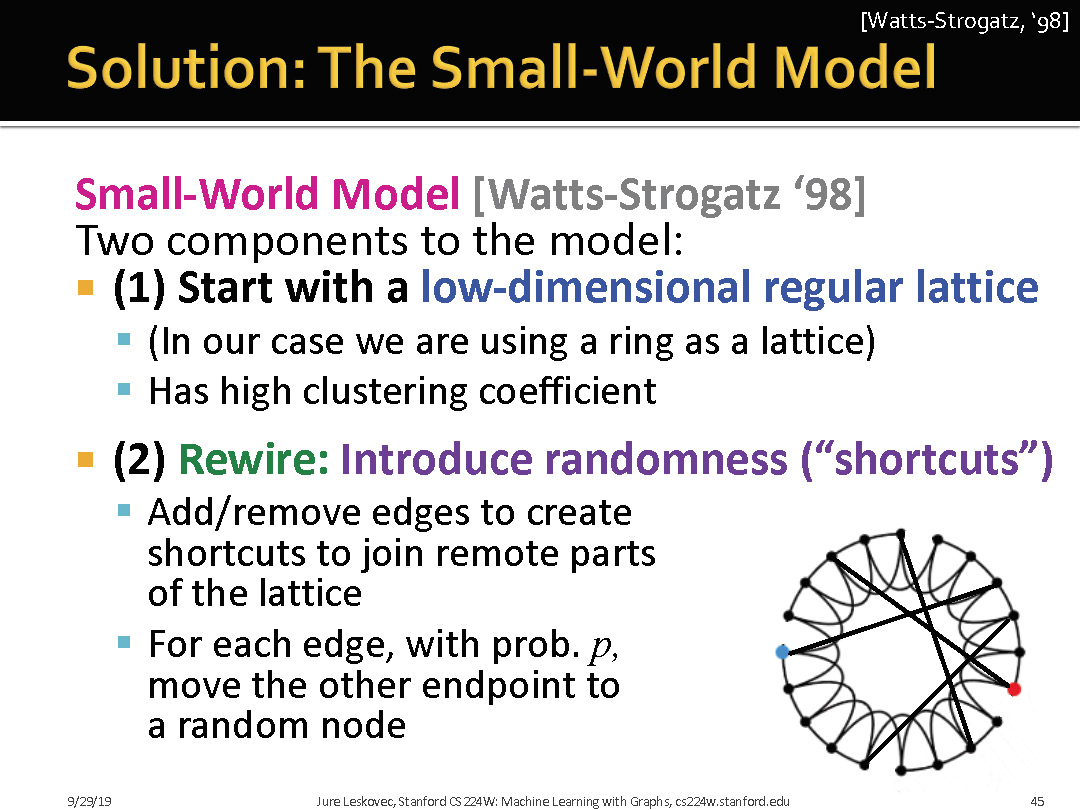 [Watts-Strogatz, ‘98]
Solution: The Small-World Model
Small-World Model [Watts-Strogatz ‘98]
Two components to the model:
(1) Start with a low-dimensional regular lattice
(In our case we are using a ring as a lattice)
Has high clustering coefficient
(2) Rewire: Introduce randomness (“shortcuts”)
Add/remove edges to create
shortcuts to join remote parts
of the lattice
For each edge, with prob. p,
move the other endpoint to
a random node
9/29/19
Jure Leskovec, Stanford CS224W: Machine Learning with Graphs, cs224w.stanford.edu
45